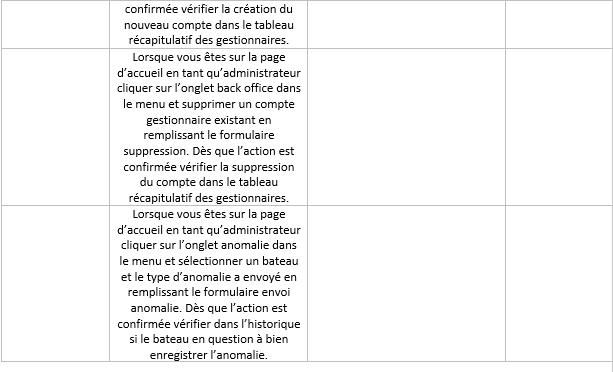 confirmée vérifier la création du
nouveau compte dans le tableau
récapitulatif des gestionnaires.
Lorsque vous êtes sur la page
d’accueil en tant qu’administrateur
cliquer sur l’onglet back office dans
le menu et supprimer un compte
gestionnaire existant en
remplissant le formulaire
suppression. Dès que l’action est
confirmée vérifier la suppression
du compte dans le tableau
récapitulatif des gestionnaires.
Lorsque vous êtes sur la page
d’accueil en tant qu’administrateur
cliquer sur l’onglet anomalie dans
le menu et sélectionner un bateau
et le type d’anomalie a envoyé en
remplissant le formulaire envoi
anomalie. Dès que l’action est
confirmée vérifier dans l’historique
si le bateau en question à bien
enregistrer l’anomalie.